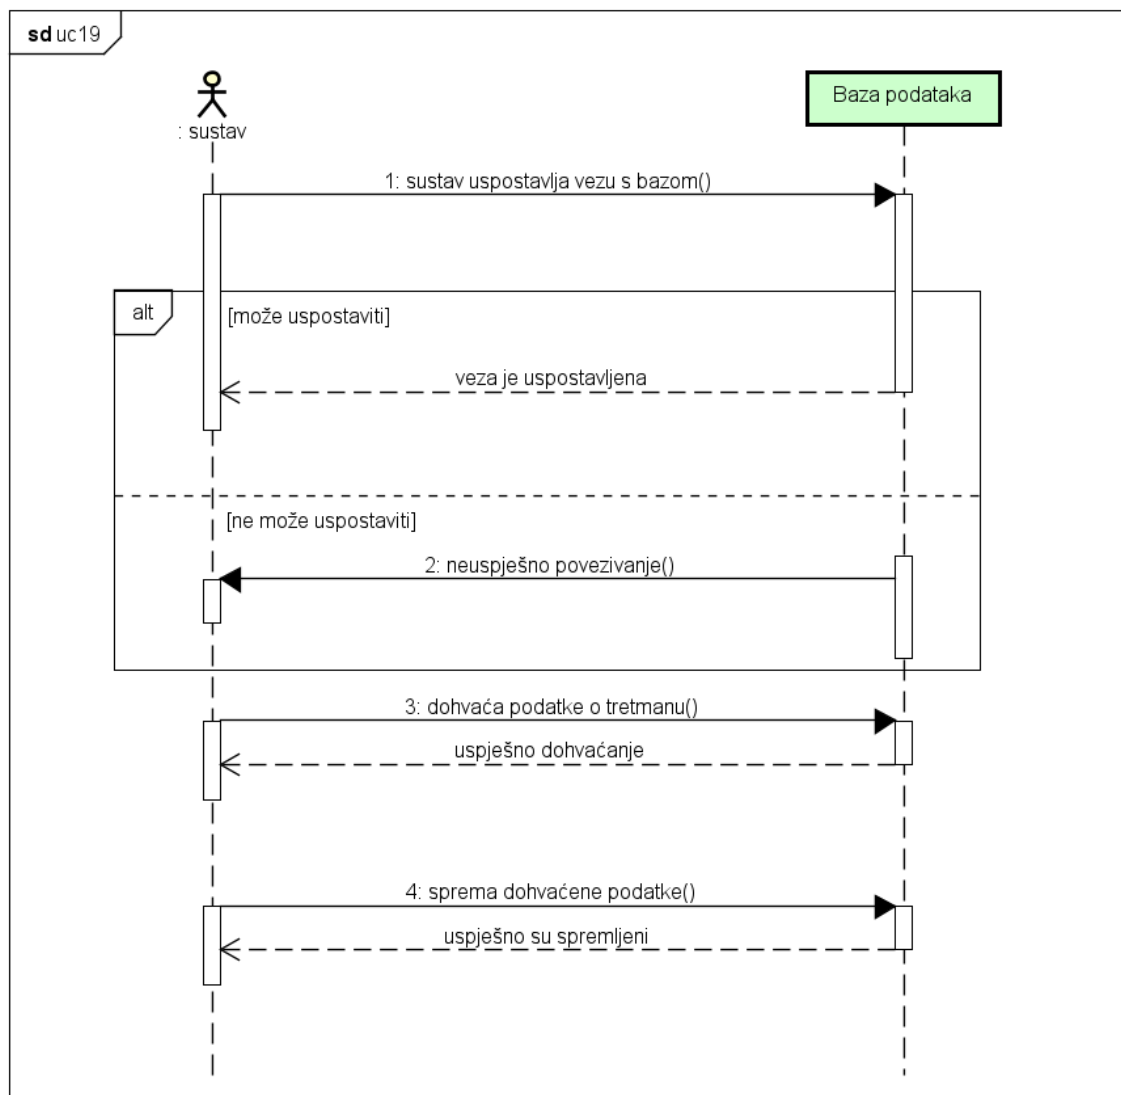 sd uc19
: sustav
Baza podataka
1: sustav uspostavlja vezu s bazom()
alt
[može uspostaviti]
veza je uspostavljena
[ne može uspostaviti]
2: neuspješno povezivanje()
3: dohvaća podatke o tretmanu()
uspješno dohvaćanje
4: sprema dohvaćene podatke()
uspješno su spremljeni